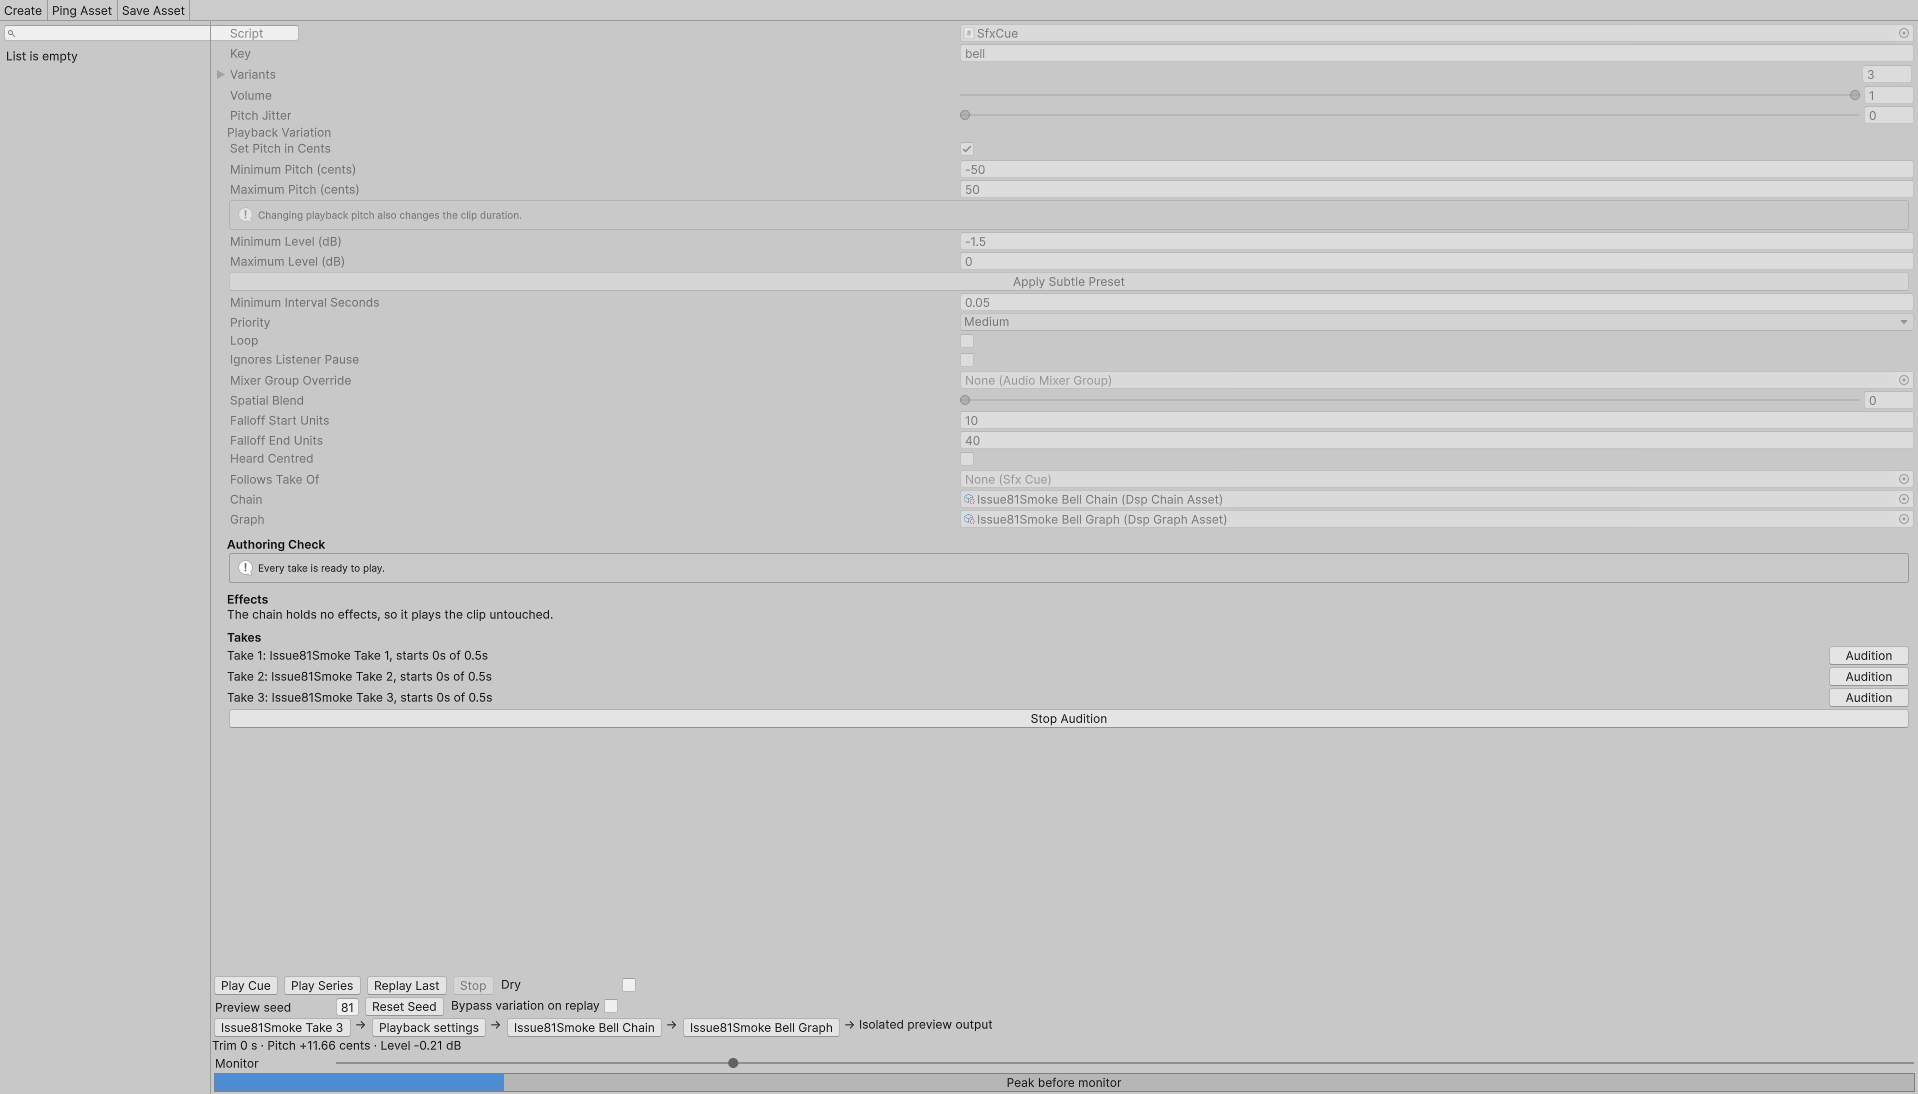 Create Ping Asset Save Asset
List is empty
Script SfxCue
Key bell
Variants 3
Volume 1
Pitch Jitter 0
Playback Variation
Set Pitch in Cents
Minimum Pitch (cents) -50
Maximum Pitch (cents) 50
Changing playback pitch also changes the clip duration.
Minimum Level (dB) -1.5
Maximum Level (dB) 0
Apply Subtle Preset
Minimum Interval Seconds 0.05
Priority Medium
Loop
Ignores Listener Pause
Mixer Group Override None (Audio Mixer Group)
Spatial Blend 0
Falloff Start Units 10
Falloff End Units 40
Heard Centred
Follows Take Of None (Sfx Cue)
Chain Issue81Smoke Bell Chain (Dsp Chain Asset)
Graph Issue81Smoke Bell Graph (Dsp Graph Asset)
Authoring Check
Every take is ready to play.
Effects
The chain holds no effects, so it plays the clip untouched.
Takes
Take 1: Issue81Smoke Take 1, starts 0s of 0.5s Audition
Take 2: Issue81Smoke Take 2, starts 0s of 0.5s Audition
Take 3: Issue81Smoke Take 3, starts 0s of 0.5s Audition
Stop Audition
Play Cue Play Series Replay Last Stop Dry
Preview seed 81 Reset Seed Bypass variation on replay
Issue81Smoke Take 3 → Playback settings → Issue81Smoke Bell Chain → Issue81Smoke Bell Graph → Isolated preview output
Trim 0 s · Pitch +11.66 cents · Level -0.21 dB
Monitor
Peak before monitor